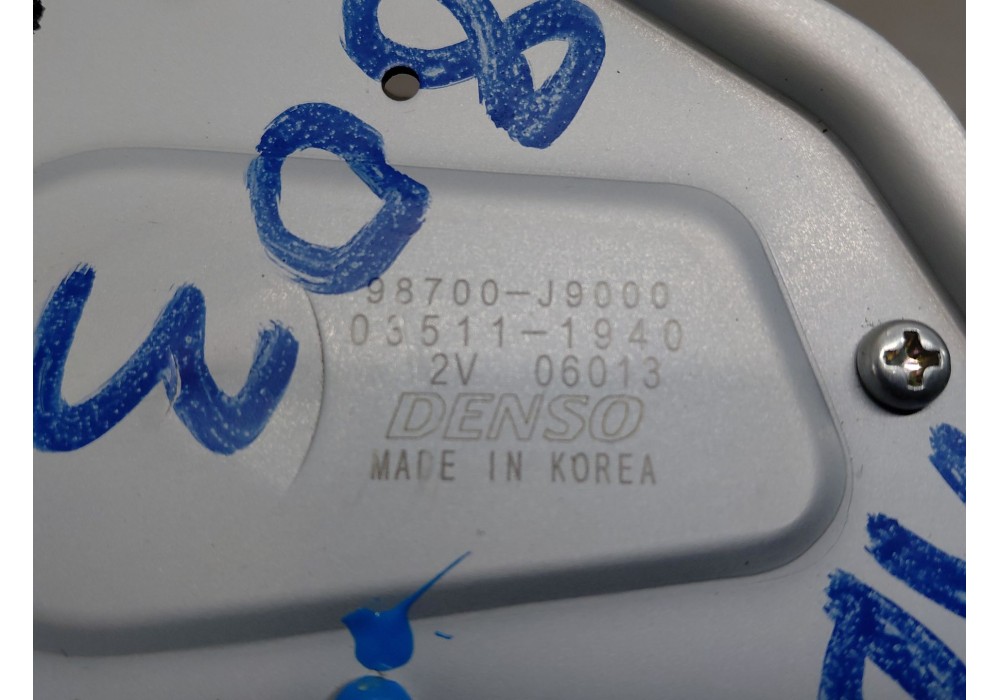 98700-J9000
03511-1940
2V 06013
DENSO
MADE IN KOREA